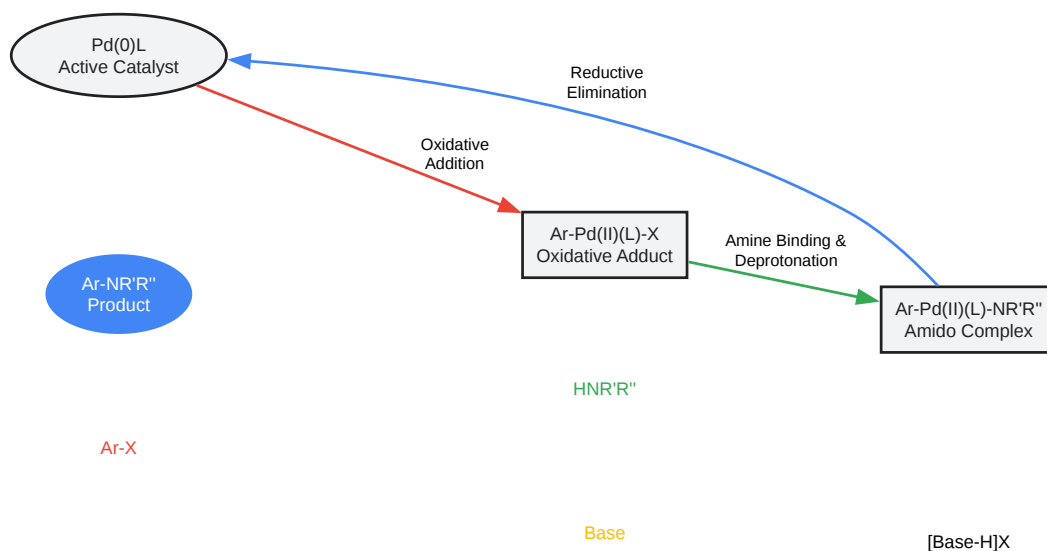 Pd(0)L
Active Catalyst
Reductive
Elimination
Oxidative
Addition
Ar-Pd(II)(L)-X
Oxidative Adduct
Amine Binding &
Deprotonation
Ar-NR'R''
Product
Ar-Pd(II)(L)-NR'R''
Amido Complex
HNR'R''
Ar-X
Base
[Base-H]X